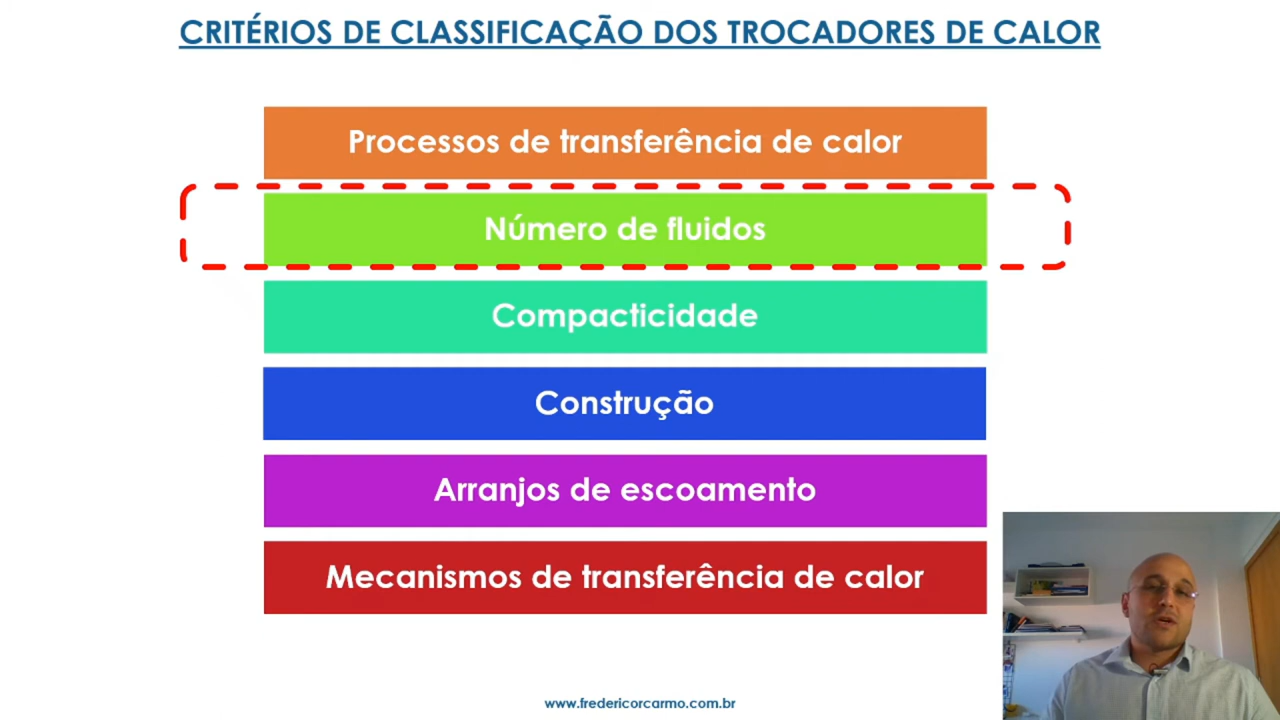 CRITÉRIOS DE CLASSIFICAÇÃO DOS TROCADORES DE CALOR
Processos de transferência de calor
Número de fluidos
Compacticidade
Construção
Arranjos de escoamento
Mecanismos de transferência de calor
www.fredericorcarmo.com.br